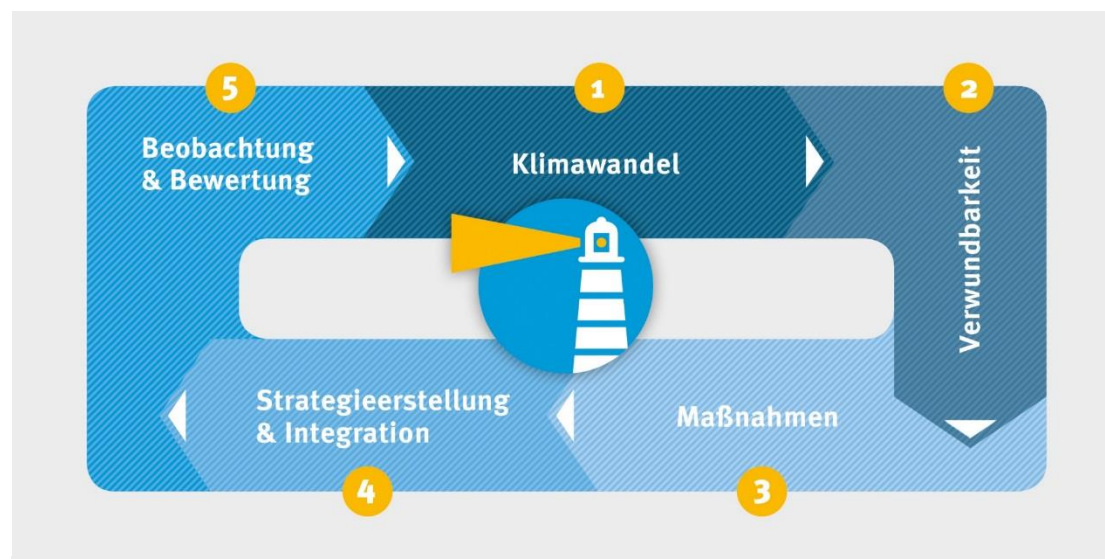 1
Klimawandel
2
Verwundbarkeit
3
Maßnahmen
4
Strategieerstellung
& Integration
5
Beobachtung
& Bewertung